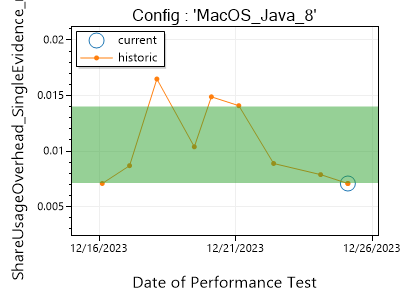 Config : 'MacOS_Java_8'
ShareUsageOverhead_SingleEvidence_
0.02
0.015
0.01
0.005
current
historic
12/16/2023
12/21/2023
12/26/2023
Date of Performance Test